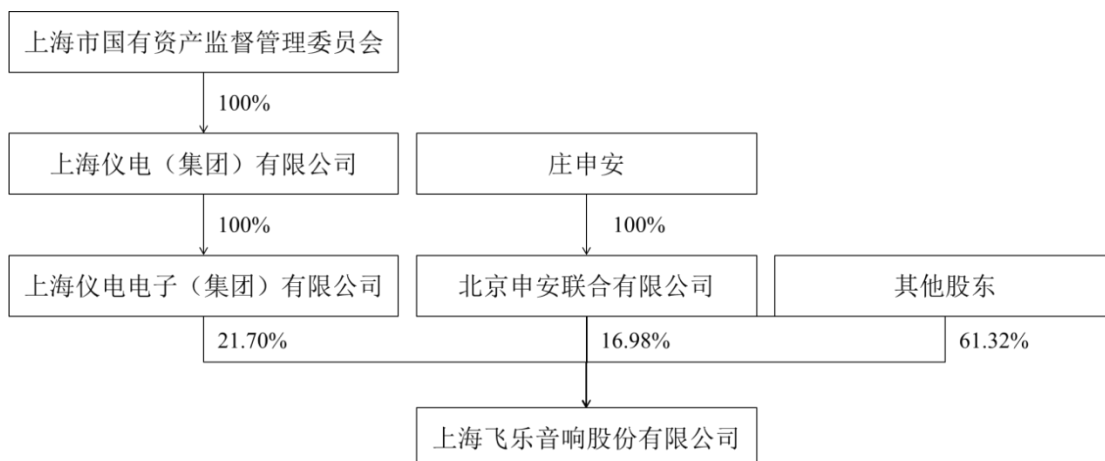 上海市国有资产监督管理委员会
100%
上海仪电（集团）有限公司
庄申安
100%
100%
上海仪电电子（集团）有限公司
北京申安联合有限公司
其他股东
21.70%
16.98%
61.32%
上海飞乐音响股份有限公司